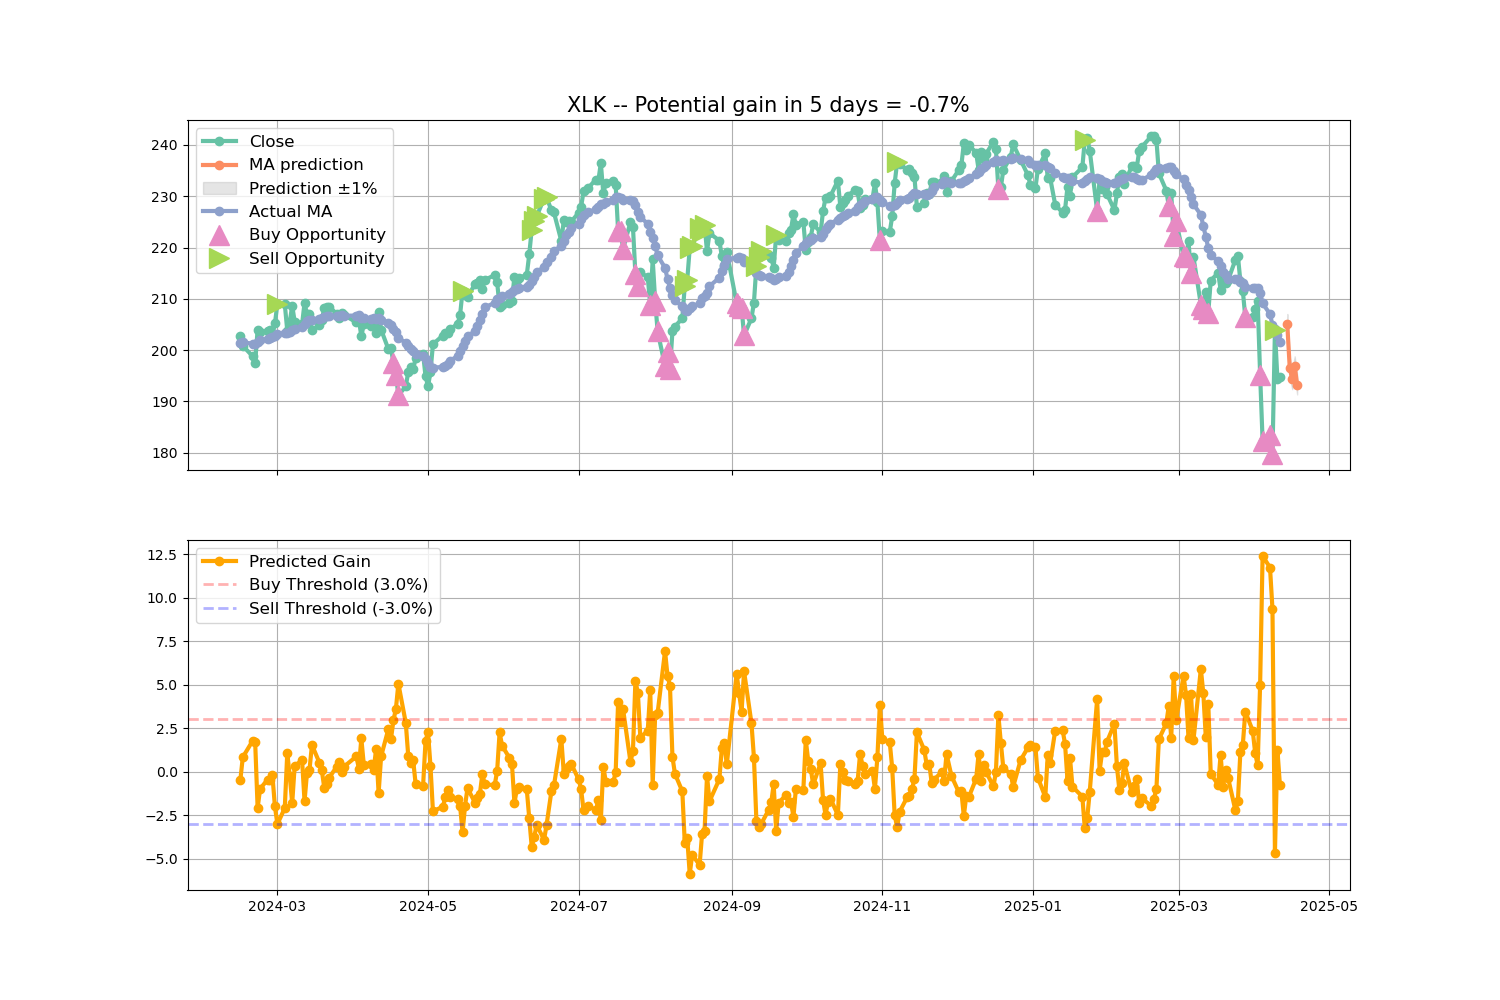 XLK -- Potential gain in 5 days = -0.7%
Close
MA prediction
Prediction ±1%
Actual MA
Buy Opportunity
Sell Opportunity
240
230
220
210
200
190
180
Predicted Gain
Buy Threshold (3.0%)
Sell Threshold (-3.0%)
12.5
10.0
7.5
5.0
2.5
0.0
−2.5
−5.0
2024-03 2024-05 2024-07 2024-09 2024-11 2025-01 2025-03 2025-05